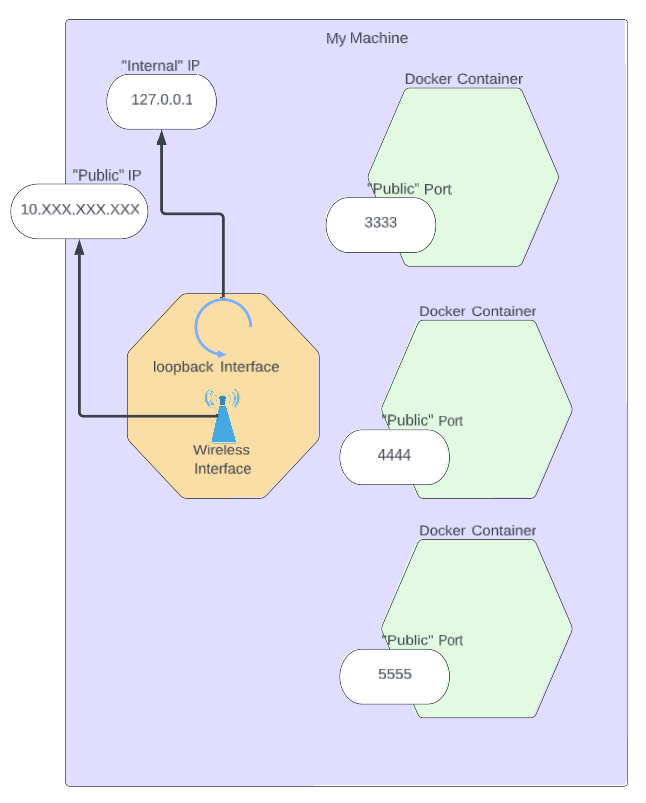 My Machine
"Internal" IP
127.0.0.1
"Public" IP
10.XXX.XXX.XXX
loopback Interface
Wireless
Interface
Docker Container
"Public" Port
3333
Docker Container
"Public" Port
4444
Docker Container
"Public" Port
5555